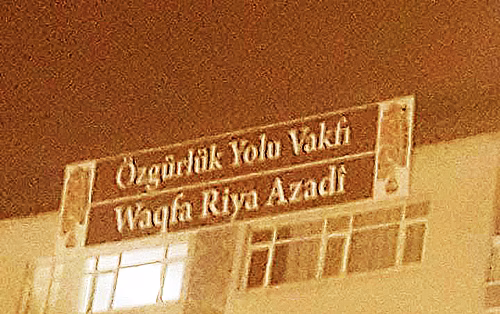 Özgürlük Yolu Vakfı
Waqfa Riya Azadî